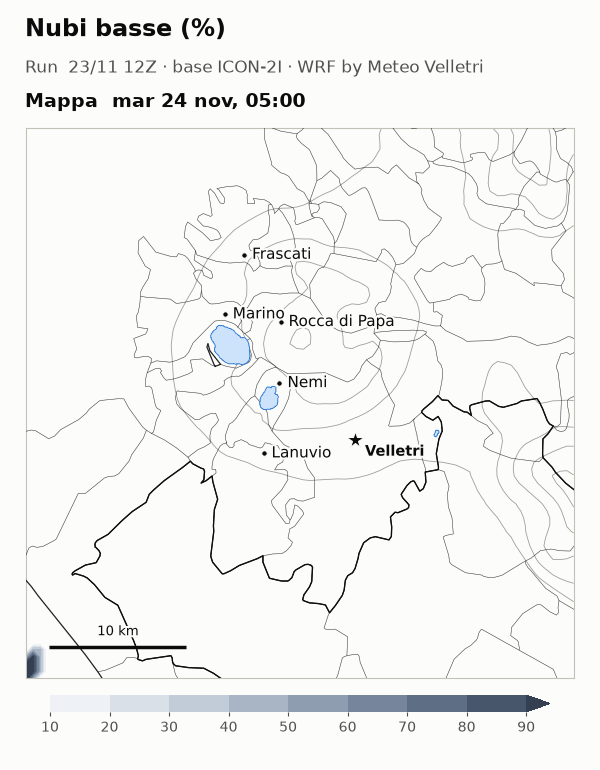 Nubi basse (%)
Run  23/11 12Z · base ICON-2I · WRF by Meteo Velletri
Mappa  mar 24 nov, 05:00
Frascati
Marino
Rocca di Papa
Nemi
Velletri
Lanuvio
10 km
10 20 30 40 50 60 70 80 90